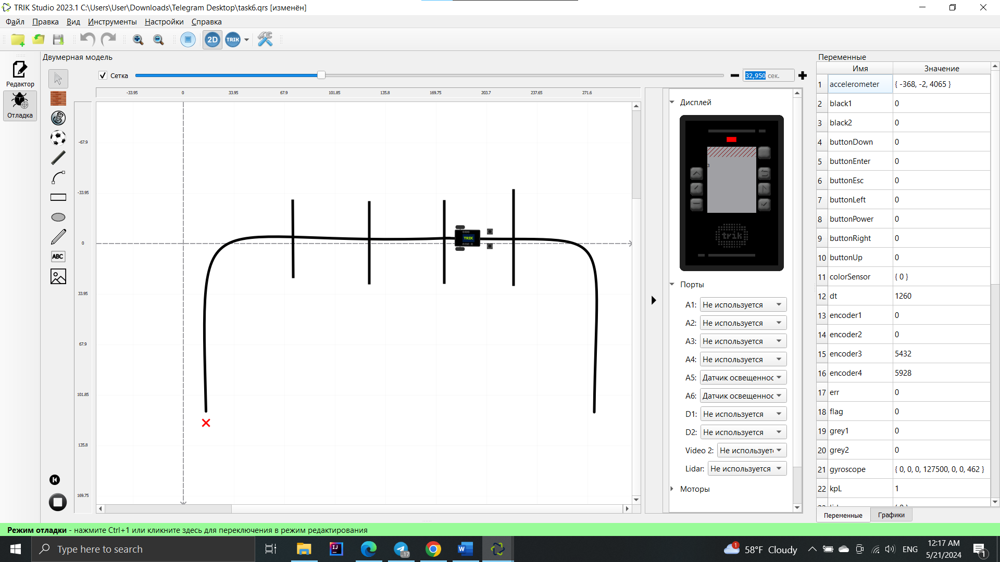 TRIK Studio 2023.1 C:\Users\User\Downloads\Telegram Desktop\task6.qrs [изменён]
Файл Правка Вид Инструменты Настройки Справка
2D TRIK
Двумерная модель
Переменные
Редактор
Отладка
Сетка
32,950 сек.
-33.95 0 33.95 67.9 101.85 135.8 169.75 203.7 237.65 271.6
-67.9
-33.95
0
33.95
67.9
101.85
135.8
169.75
ABC
TRIK
Дисплей
3
trik
Порты
A1: Не используется
A2: Не используется
A3: Не используется
A4: Не используется
A5: Датчик освещеннос
A6: Датчик освещеннос
D1: Не используется
D2: Не используется
Video 2: Не используетс
Lidar: Не используется
Моторы
Имя Значение
1 accelerometer { -368, -2, 4065 }
2 black1 0
3 black2 0
4 buttonDown 0
5 buttonEnter 0
6 buttonEsc 0
7 buttonLeft 0
8 buttonPower 0
9 buttonRight 0
10 buttonUp 0
11 colorSensor { 0 }
12 dt 1260
13 encoder1 0
14 encoder2 0
15 encoder3 5432
16 encoder4 5928
17 err 0
18 flag 0
19 grey1 0
20 grey2 0
21 gyroscope { 0, 0, 0, 127500, 0, 0, 462 }
22 kpL 1
Переменные Графики
Режим отладки - нажмите Ctrl+1 или кликните здесь для переключения в режим редактирования
Type here to search
IJ
..17
W
1
58°F Cloudy
ENG
12:17 AM
5/21/2024
1